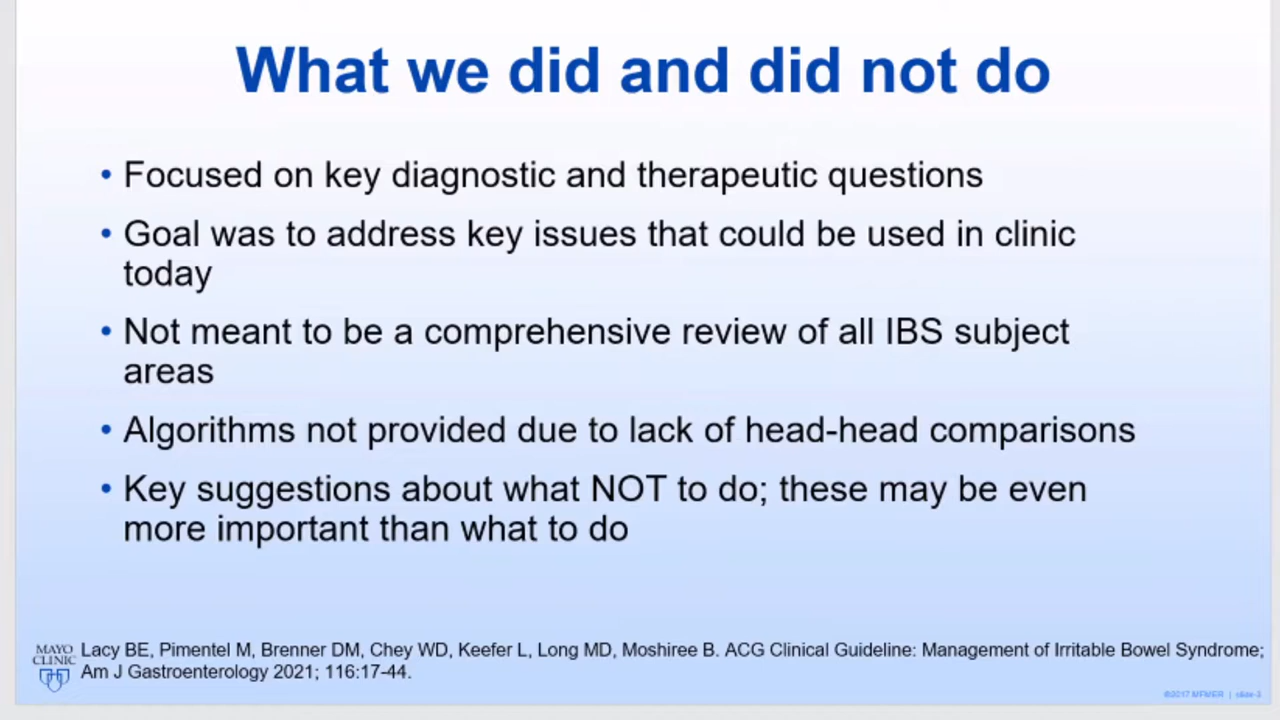 What we did and did not do
• Focused on key diagnostic and therapeutic questions
• Goal was to address key issues that could be used in clinic
today
• Not meant to be a comprehensive review of all IBS subject
areas
• Algorithms not provided due to lack of head-head comparisons
• Key suggestions about what NOT to do; these may be even
more important than what to do
MAYO
CLINIC
Lacy BE, Pimentel M, Brenner DM, Chey WD, Keefer L, Long MD, Moshiree B. ACG Clinical Guideline: Management of Irritable Bowel Syndrome;
Am J Gastroenterology 2021; 116:17-44.
©2017 MFMER | slide-3